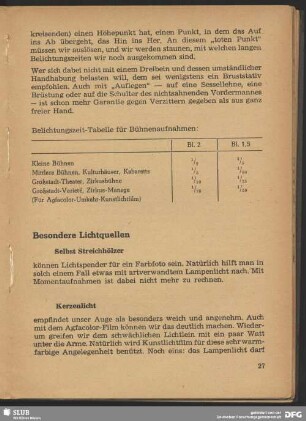 kreisenden) einen Höhepunkt hat, einen Punkt, in dem das Auf
ins Ab übergeht, das Hin ins Her. An diesem „toten Punkt“
müssen wir auslösen, und wir werden staunen, mit welchen langen
Belichtungszeiten wir noch ausgekommen sind.
Wer sich dabei nicht mit einem Dreibein und dessen umständlicher
Handhabung belasten will, dem sei wenigstens ein Bruststativ
empfohlen. Auch mit „Auflegen“ — auf eine Sessellehne, eine
Brüstung oder auf die Schulter des nichtsahnenden Vordermannes
— ist schon mehr Garantie gegen Verzittern gegeben als aus ganz
freier Hand.
Belichtungszeit-Tabelle für Bühnenaufnahmen:
Bl. 2 Bl. 1,5
Kleine Bühnen
Mittlere Bühnen, Kulturhäuser, Kabaretts
Großstadt-Theater, Zirkusbühne
Großstadt-Varieté, Zirkus-Manege
(Für Agfacolor-Umkehr-Kunstlichtfilm)
Besondere Lichtquellen
Selbst Streichhölzer
können Lichtspender für ein Farbfoto sein. Natürlich hilft man in
solch einem Fall etwas mit artverwandtem Lampenlicht nach. Mit
Momentaufnahmen ist dabei nicht mehr zu rechnen.
Kerzenlicht
empfindet unser Auge als besonders weich und angenehm. Auch
mit dem Agfacolor-Film können wir das deutlich machen. Wieder-
um greifen wir dem schwächlichen Lichtlein mit ein paar Watt
unter die Arme. Natürlich wird Kunstlichtfilm für diese sehr warm-
farbige Angelegenheit benützt. Noch eins: das Lampenlicht darf
27
SLUB
DFG